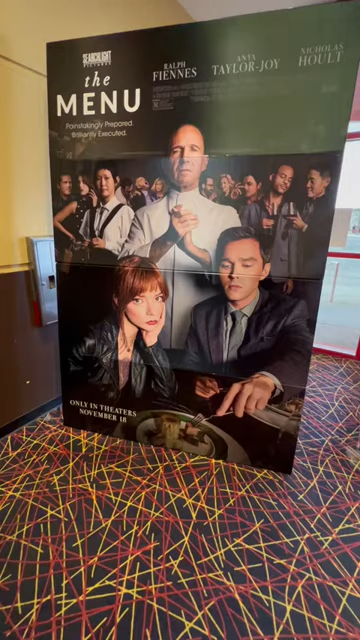 SEARCHLIGHT
PICTURES
the
MENU
Painstakingly Prepared.
Brilliantly Executed.
RALPH
FIENNES
ANYA
TAYLOR-JOY
NICHOLAS
HOULT
ONLY IN THEATERS
NOVEMBER 18